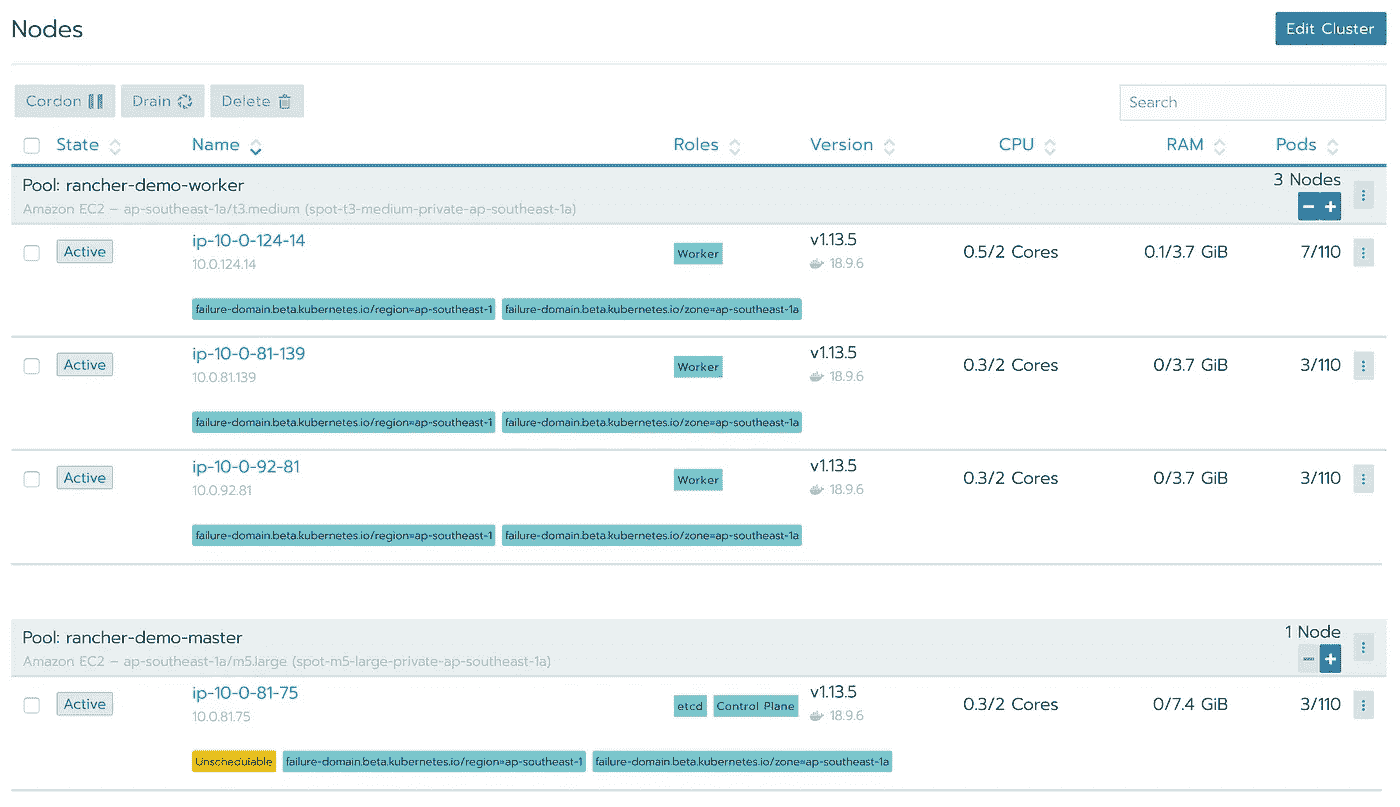 Nodes
Edit Cluster
Cordon Drain Delete Search
State Name Roles Version CPU RAM Pods
Pool: rancher-demo-worker 3 Nodes
Amazon EC2 – ap-southeast-1a/t3.medium (spot-t3-medium-private-ap-southeast-1a)
Active ip-10-0-124-14 Worker v1.13.5 0.5/2 Cores 0.1/3.7 GiB 7/110
10.0.124.14 18.9.6
failure-domain.beta.kubernetes.io/region=ap-southeast-1 failure-domain.beta.kubernetes.io/zone=ap-southeast-1a
Active ip-10-0-81-139 Worker v1.13.5 0.3/2 Cores 0/3.7 GiB 3/110
10.0.81.139 18.9.6
failure-domain.beta.kubernetes.io/region=ap-southeast-1 failure-domain.beta.kubernetes.io/zone=ap-southeast-1a
Active ip-10-0-92-81 Worker v1.13.5 0.3/2 Cores 0/3.7 GiB 3/110
10.0.92.81 18.9.6
failure-domain.beta.kubernetes.io/region=ap-southeast-1 failure-domain.beta.kubernetes.io/zone=ap-southeast-1a
Pool: rancher-demo-master 1 Node
Amazon EC2 – ap-southeast-1a/m5.large (spot-m5-large-private-ap-southeast-1a)
Active ip-10-0-81-75 etcd Control Plane v1.13.5 0.3/2 Cores 0/7.4 GiB 3/110
10.0.81.75 18.9.6
Unschedulable failure-domain.beta.kubernetes.io/region=ap-southeast-1 failure-domain.beta.kubernetes.io/zone=ap-southeast-1a